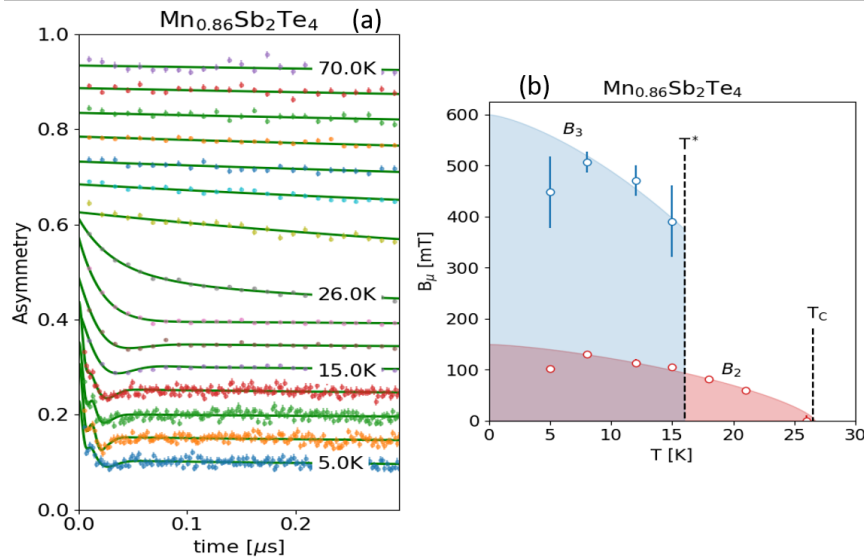 Mn0.86Sb2Te4 (a)
1.0
0.8
0.6
0.4
0.2
0.0
Asymmetry
70.0K
26.0K
15.0K
5.0K
0.0
0.1
0.2
time [μs]
(b)
Mn0.86Sb2Te4
600
500
400
300
200
100
0
Bμ [mT]
B3
T*
TC
B2
0
5
10
15
20
25
30
T [K]